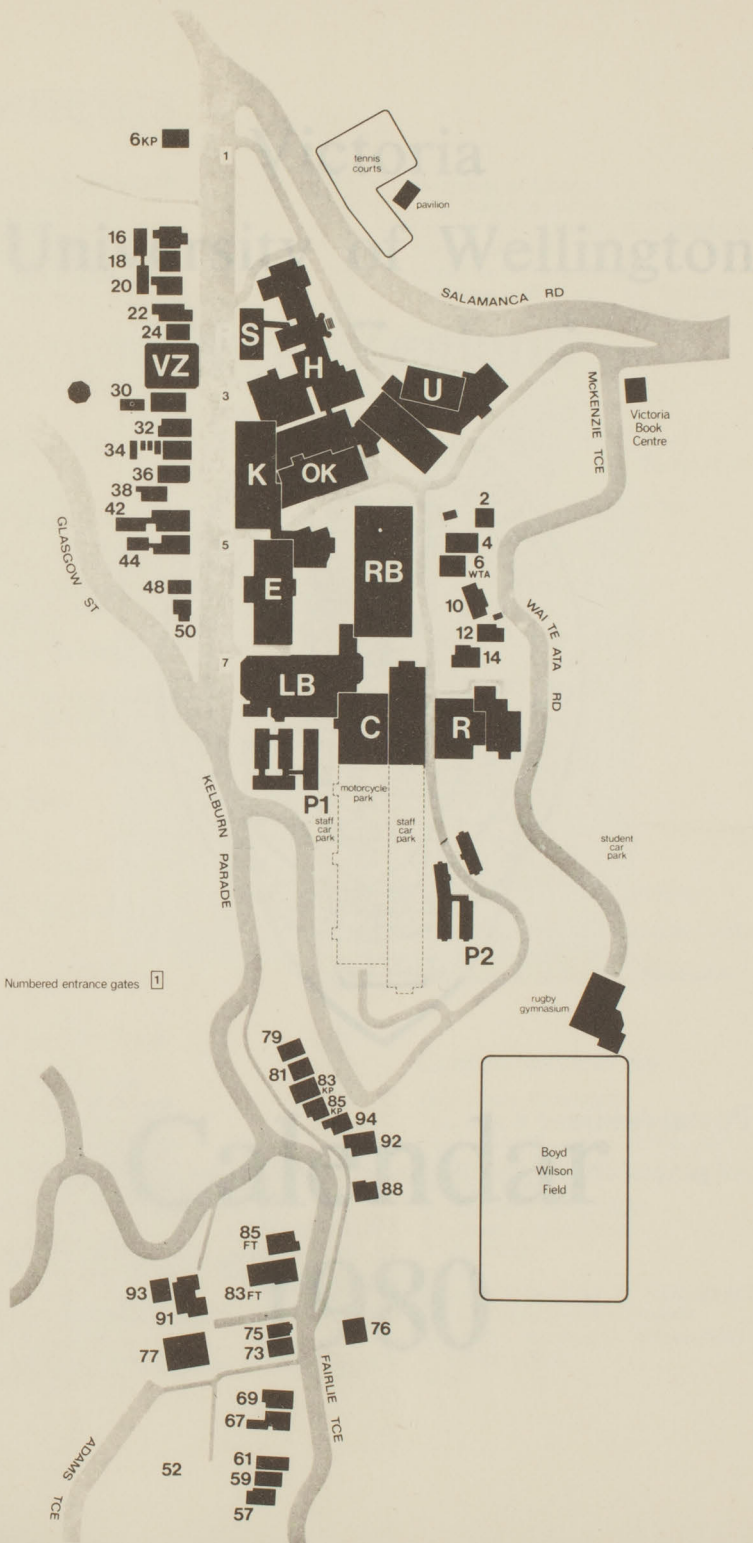 Victoria
University of Wellington
6KP
1
tennis
courts
pavilion
16
18
20
22
24
VZ
S
H
SALAMANCA RD
U
McKENZIE TCE
Victoria
Book
Centre
30
3
32
34
36
38
42
44
48
50
K
OK
GLASGOW ST
5
E
RB
2
4
6
WTA
10
12
14
WAI TE ATA RD
7
LB
C
R
P1
motorcycle
park
staff
car
park
staff
car
park
KELBURN PARADE
student
car
park
P2
Numbered entrance gates 1
rugby
gymnasium
79
81
83
KP
85
KP
94
92
88
Boyd
Wilson
Field
Calendar
1980
85
FT
83FT
93
91
77
75
73
76
FAIRLIE TCE
69
67
61
59
57
52
ADAMS TCE